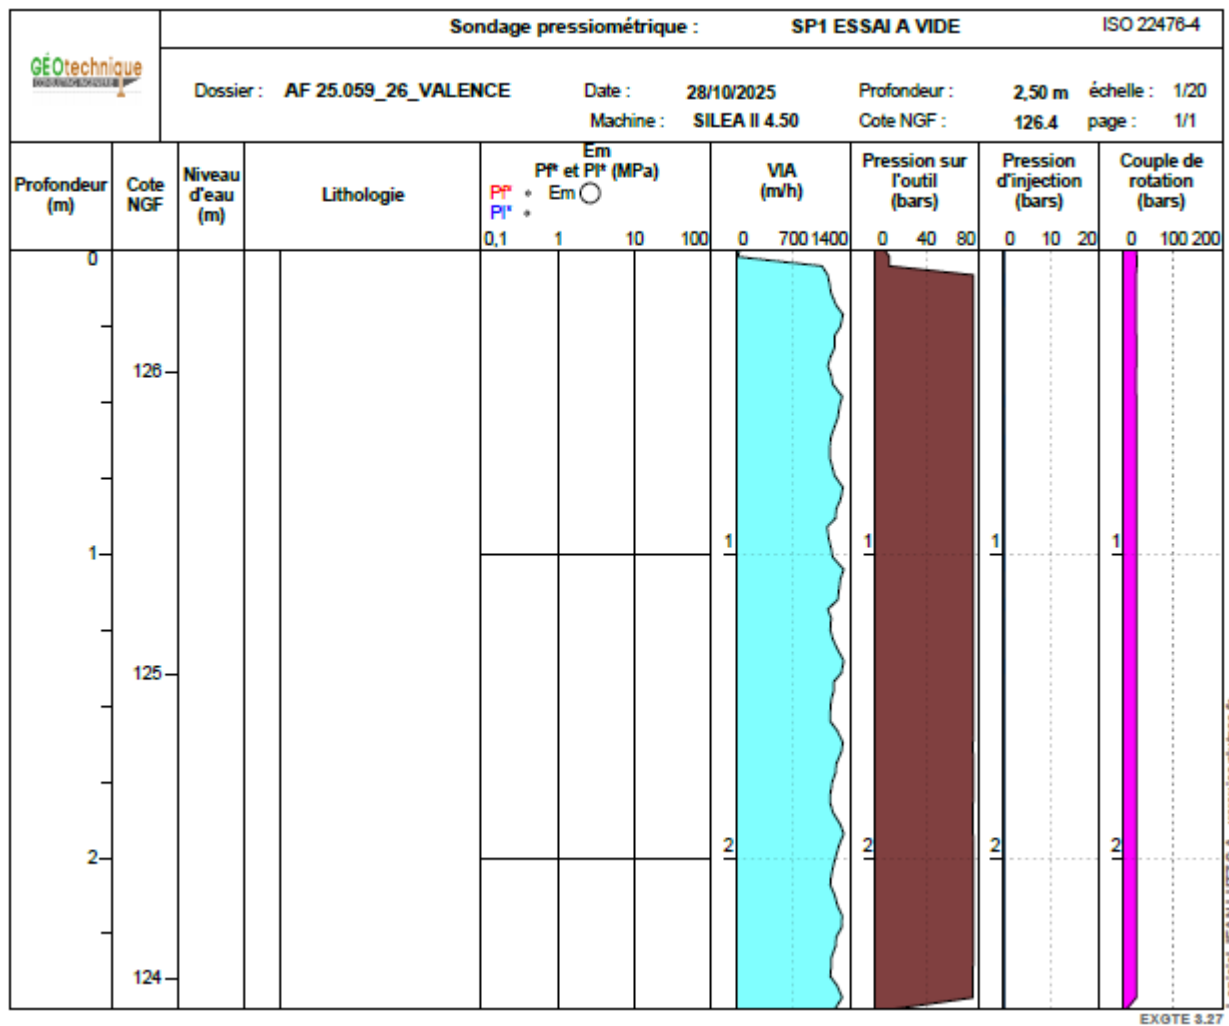 Sondage pressiométrique : SP1 ESSAI A VIDE ISO 22476-4
GÉOtechnique
Dossier : AF 25.059_26_VALENCE Date : 28/10/2025 Profondeur : 2,50 m échelle : 1/20
Machine : SILEA II 4.50 Cote NGF : 126.4 page : 1/1
Profondeur
(m)
Cote
NGF
Niveau
d'eau
(m)
Lithologie
Em
Pf* et Pl* (MPa)
Pf* Em
Pl*
0,1 1 10 100
VIA
(m/h)
0 700 1400
Pression sur
l'outil
(bars)
0 40 80
Pression
d'injection
(bars)
0 10 20
Couple de
rotation
(bars)
0 100 200
0
126
1 1 1 1 1
125
2 2 2 2 2
124
EXGTE 3.27